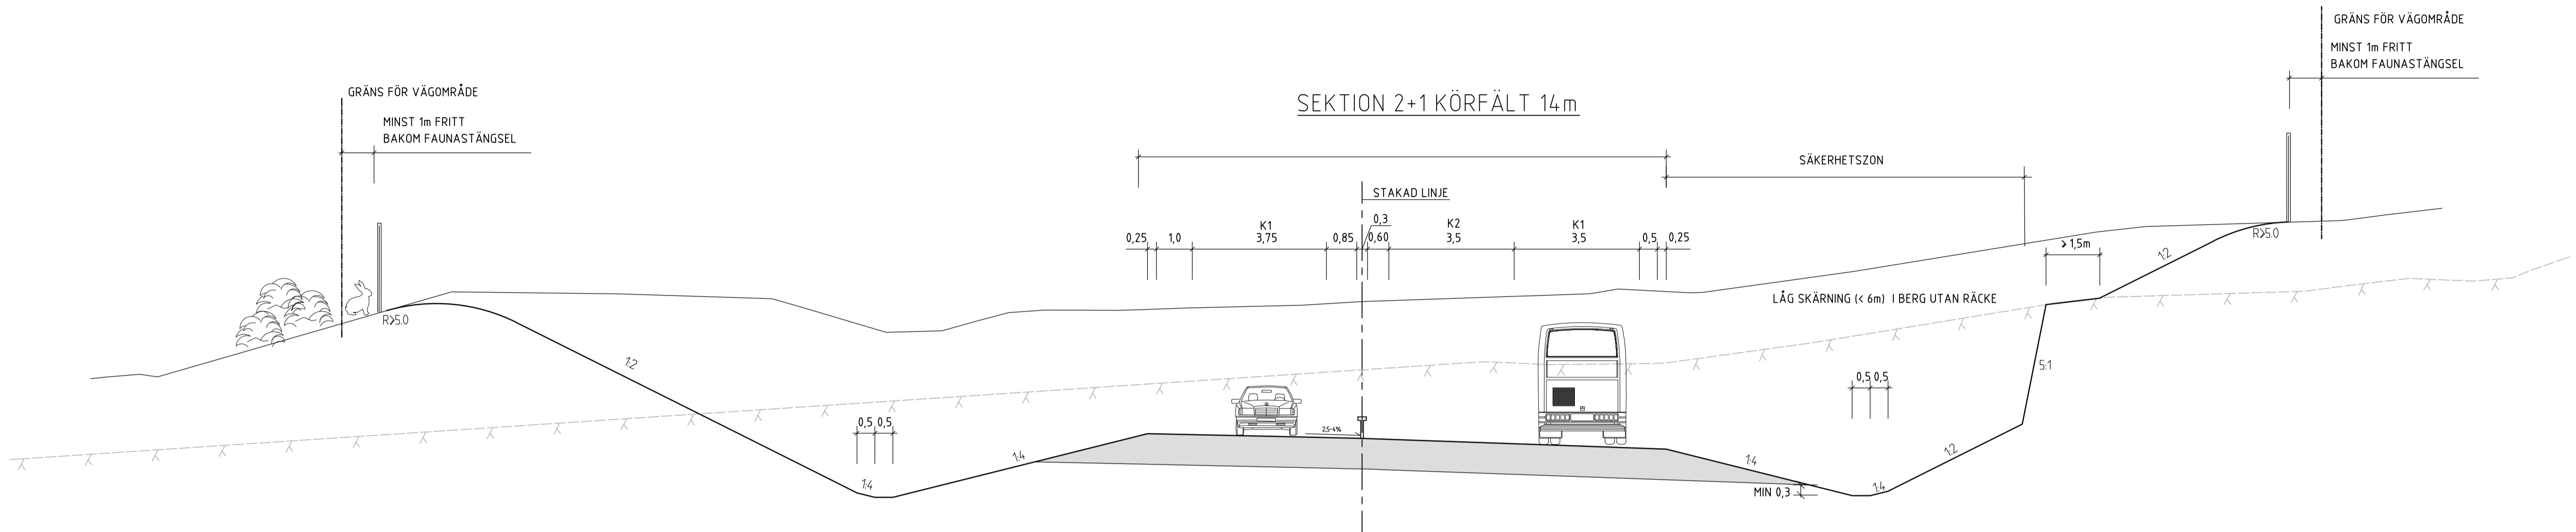 GRÄNS FÖR VÄGOMRÅDE
MINST 1m FRITT
BAKOM FAUNASTÄNGSEL
GRÄNS FÖR VÄGOMRÅDE
MINST 1m FRITT
BAKOM FAUNASTÄNGSEL
SEKTION 2+1 KÖRFÄLT 14m
SÄKERHETSZON
STAKAD LINJE
0,3
K1
K2
K1
0,25
1,0
3,75
0,85
0,60
3,5
3,5
0,5
0,25
R>5.0
> 1,5m
1:2
LÅG SKÄRNING (< 6m) I BERG UTAN RÄCKE
R>5.0
1:2
5:1
0,5
0,5
0,5
0,5
2.5-4%
1:4
1:4
1:4
1:2
MIN 0,3
1:4